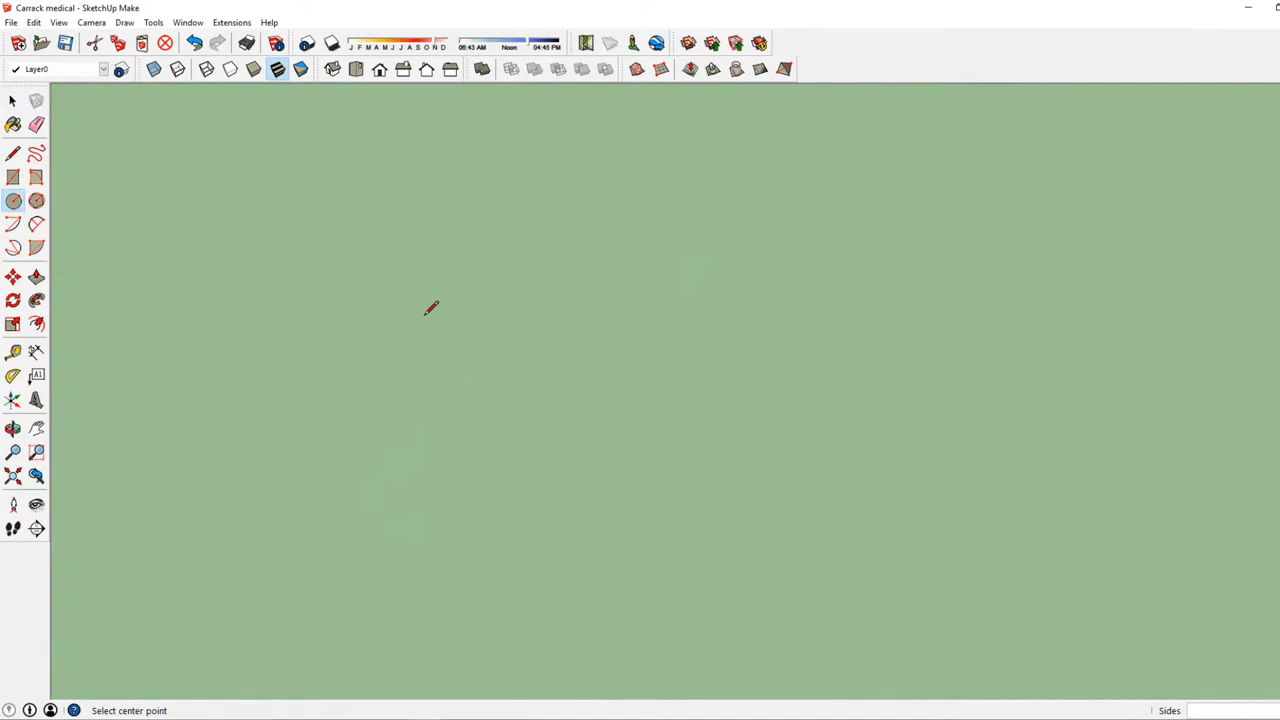 Carrack medical - SketchUp Make
File Edit View Camera Draw Tools Window Extensions Help
J F M A M J J A S O N D 06:43 AM Noon 04:45 PM
Layer0
A1
Select center point Sides